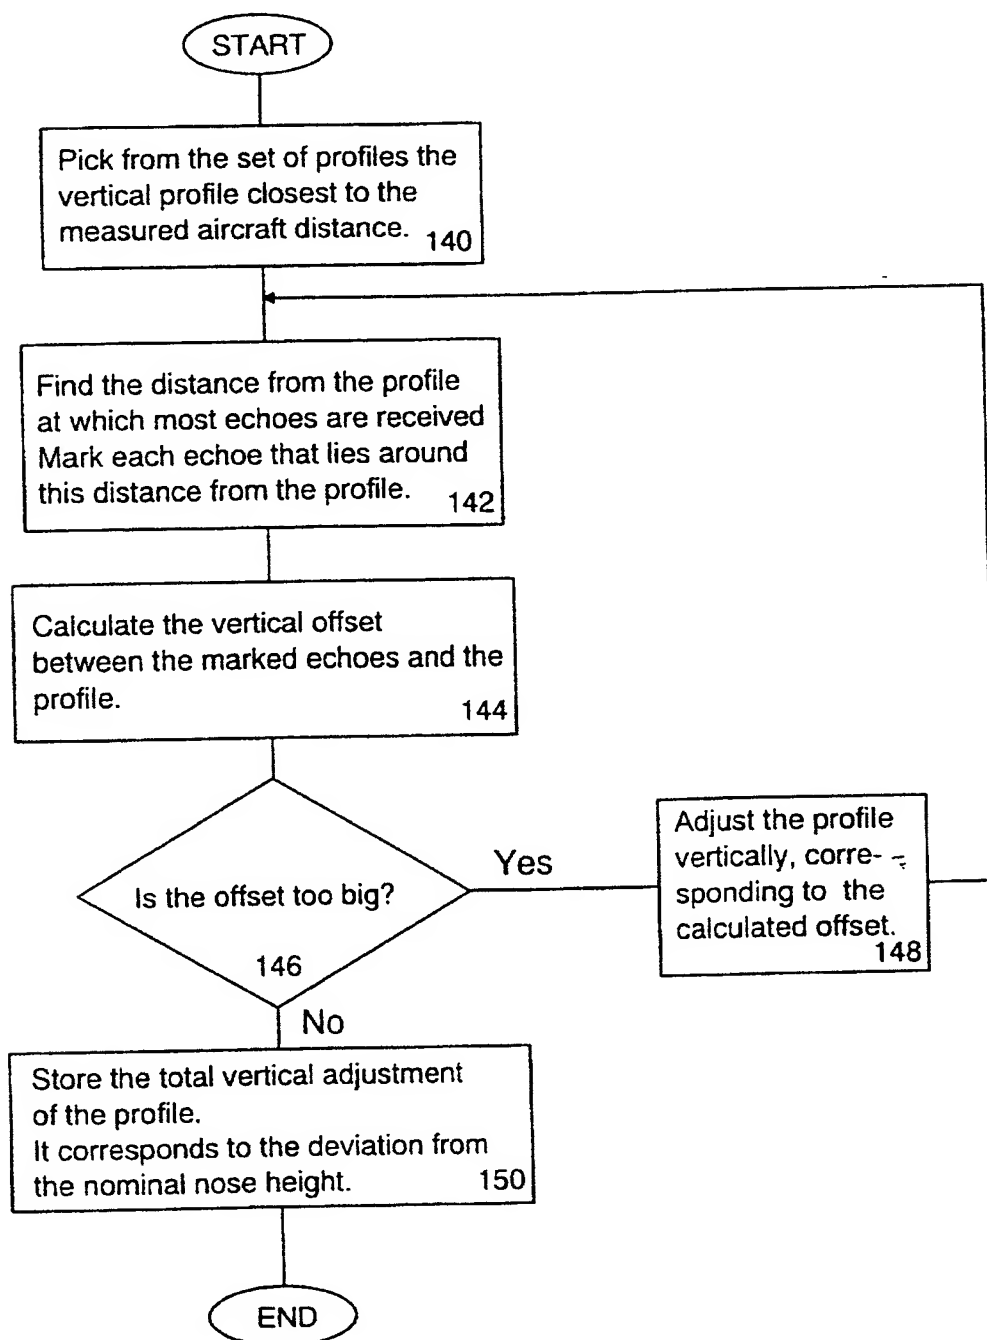 START
Pick from the set of profiles the
vertical profile closest to the
measured aircraft distance.
140
Find the distance from the profile
at which most echoes are received
Mark each echoe that lies around
this distance from the profile.
142
Calculate the vertical offset
between the marked echoes and the
profile.
144
Is the offset too big?
146
Yes
Adjust the profile
vertically, corre-
sponding to the
calculated offset.
148
No
Store the total vertical adjustment
of the profile.
It corresponds to the deviation from
the nominal nose height.
150
END